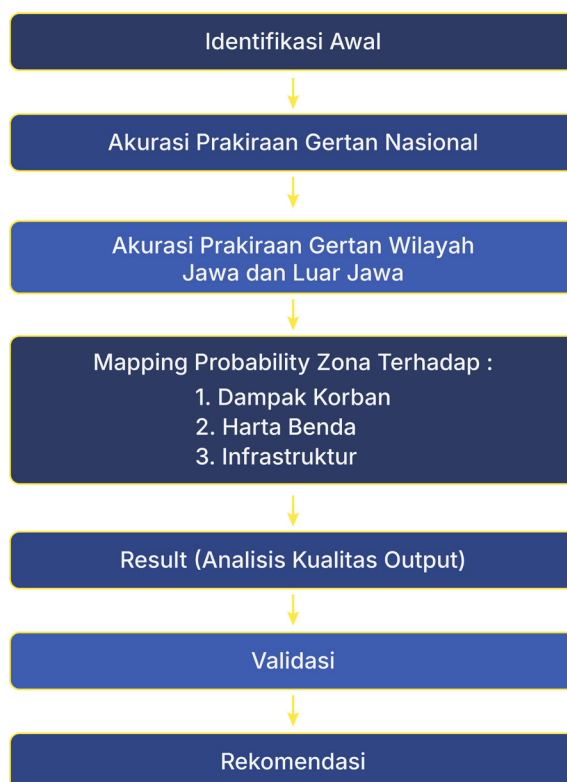 Identifikasi Awal
Akurasi Prakiraan Gertan Nasional
Akurasi Prakiraan Gertan Wilayah
Jawa dan Luar Jawa
Mapping Probability Zona Terhadap :
1. Dampak Korban
2. Harta Benda
3. Infrastruktur
Result (Analisis Kualitas Output)
Validasi
Rekomendasi